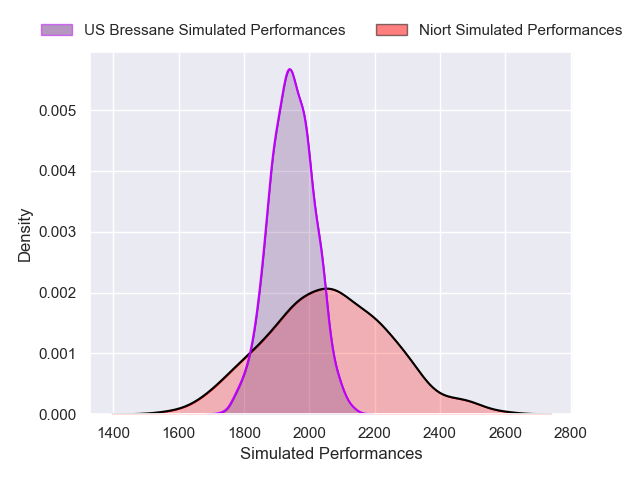 US Bressane Simulated Performances Niort Simulated Performances
0.005
0.004
0.003
0.002
0.001
0.000
Density
1400 1600 1800 2000 2200 2400 2600 2800
Simulated Performances